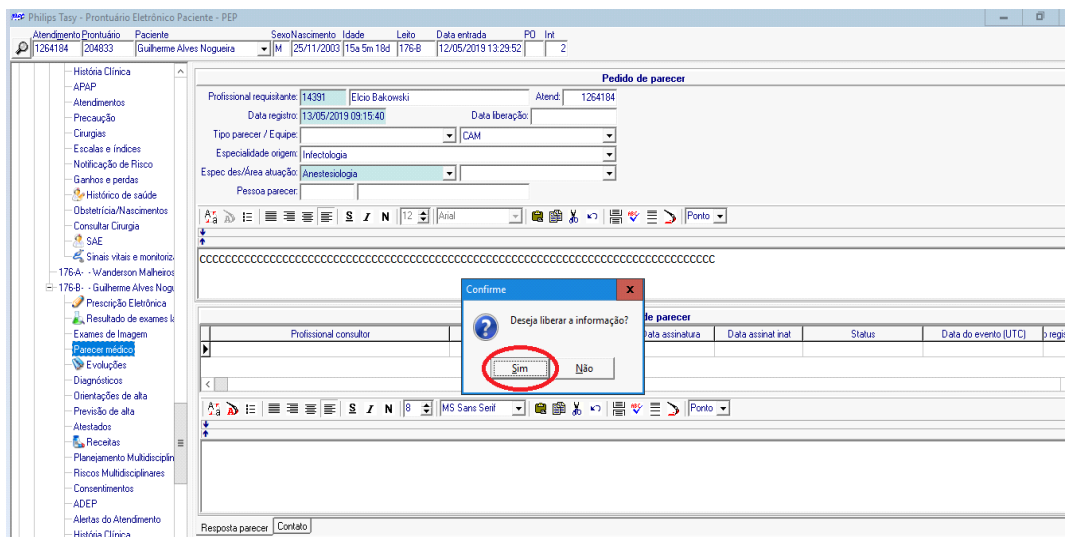 Philips Tasy - Prontuário Eletrônico Paciente - PEP
Atendimento Prontuário Paciente Sexo Nascimento Idade Leito Data entrada PO Int
1264184 204833 Guilherme Alves Nogueira M 25/11/2003 15a 5m 18d 176-B 12/05/2019 13:29:52 2
História Clínica
APAP
Atendimentos
Precaução
Cirurgias
Escalas e índices
Notificação de Risco
Ganhos e perdas
Histórico de saúde
Obstetrícia/Nascimentos
Consultar Cirurgia
SAE
Sinais vitais e monitoriz
176-A- - Wanderson Malheiros
176-B- - Guilherme Alves Nogu
Prescrição Eletrônica
Resultado de exames la
Exames de Imagem
Parecer médico
Evoluções
Diagnósticos
Orientações de alta
Previsão de alta
Atestados
Receitas
Planejamento Multidisciplin
Riscos Multidisciplinares
Consentimentos
ADEP
Alertas do Atendimento
História Clínica
Pedido de parecer
Profissional requisitante: 14391 Elcio Bakowski Atend: 1264184
Data registro: 13/05/2019 09:15:40 Data liberação:
Tipo parecer / Equipe: CAM
Especialidade origem: Infectologia
Espec des/Área atuação: Anestesiologia
Pessoa parecer:
S I N 12 Arial Ponto
CCCCCCCCCCCCCCCCCCCCCCCCCCCCCCCCCCCCCCCCCCCCCCCCCCCCCCCCCCCCCCCCCCCC
Confirme
Deseja liberar a informação?
Sim Não
de parecer
Profissional consultor Data assinatura Data assinat inat Status Data do evento (UTC) o regis
S I N 8 MS Sans Serif Ponto
Resposta parecer Contato